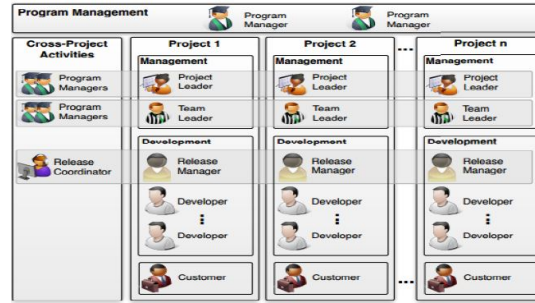 Program Management
Program
Manager
Program
Manager
Cross-Project
Activities
Program
Managers
Program
Managers
Release
Coordinator
Project 1
Management
Project
Leader
Team
Leader
Development
Release
Manager
Developer
Developer
Customer
Project 2
Management
Project
Leader
Team
Leader
Development
Release
Manager
Developer
Developer
Customer
...
...
Project n
Management
Project
Leader
Team
Leader
Development
Release
Manager
Developer
Developer
Customer